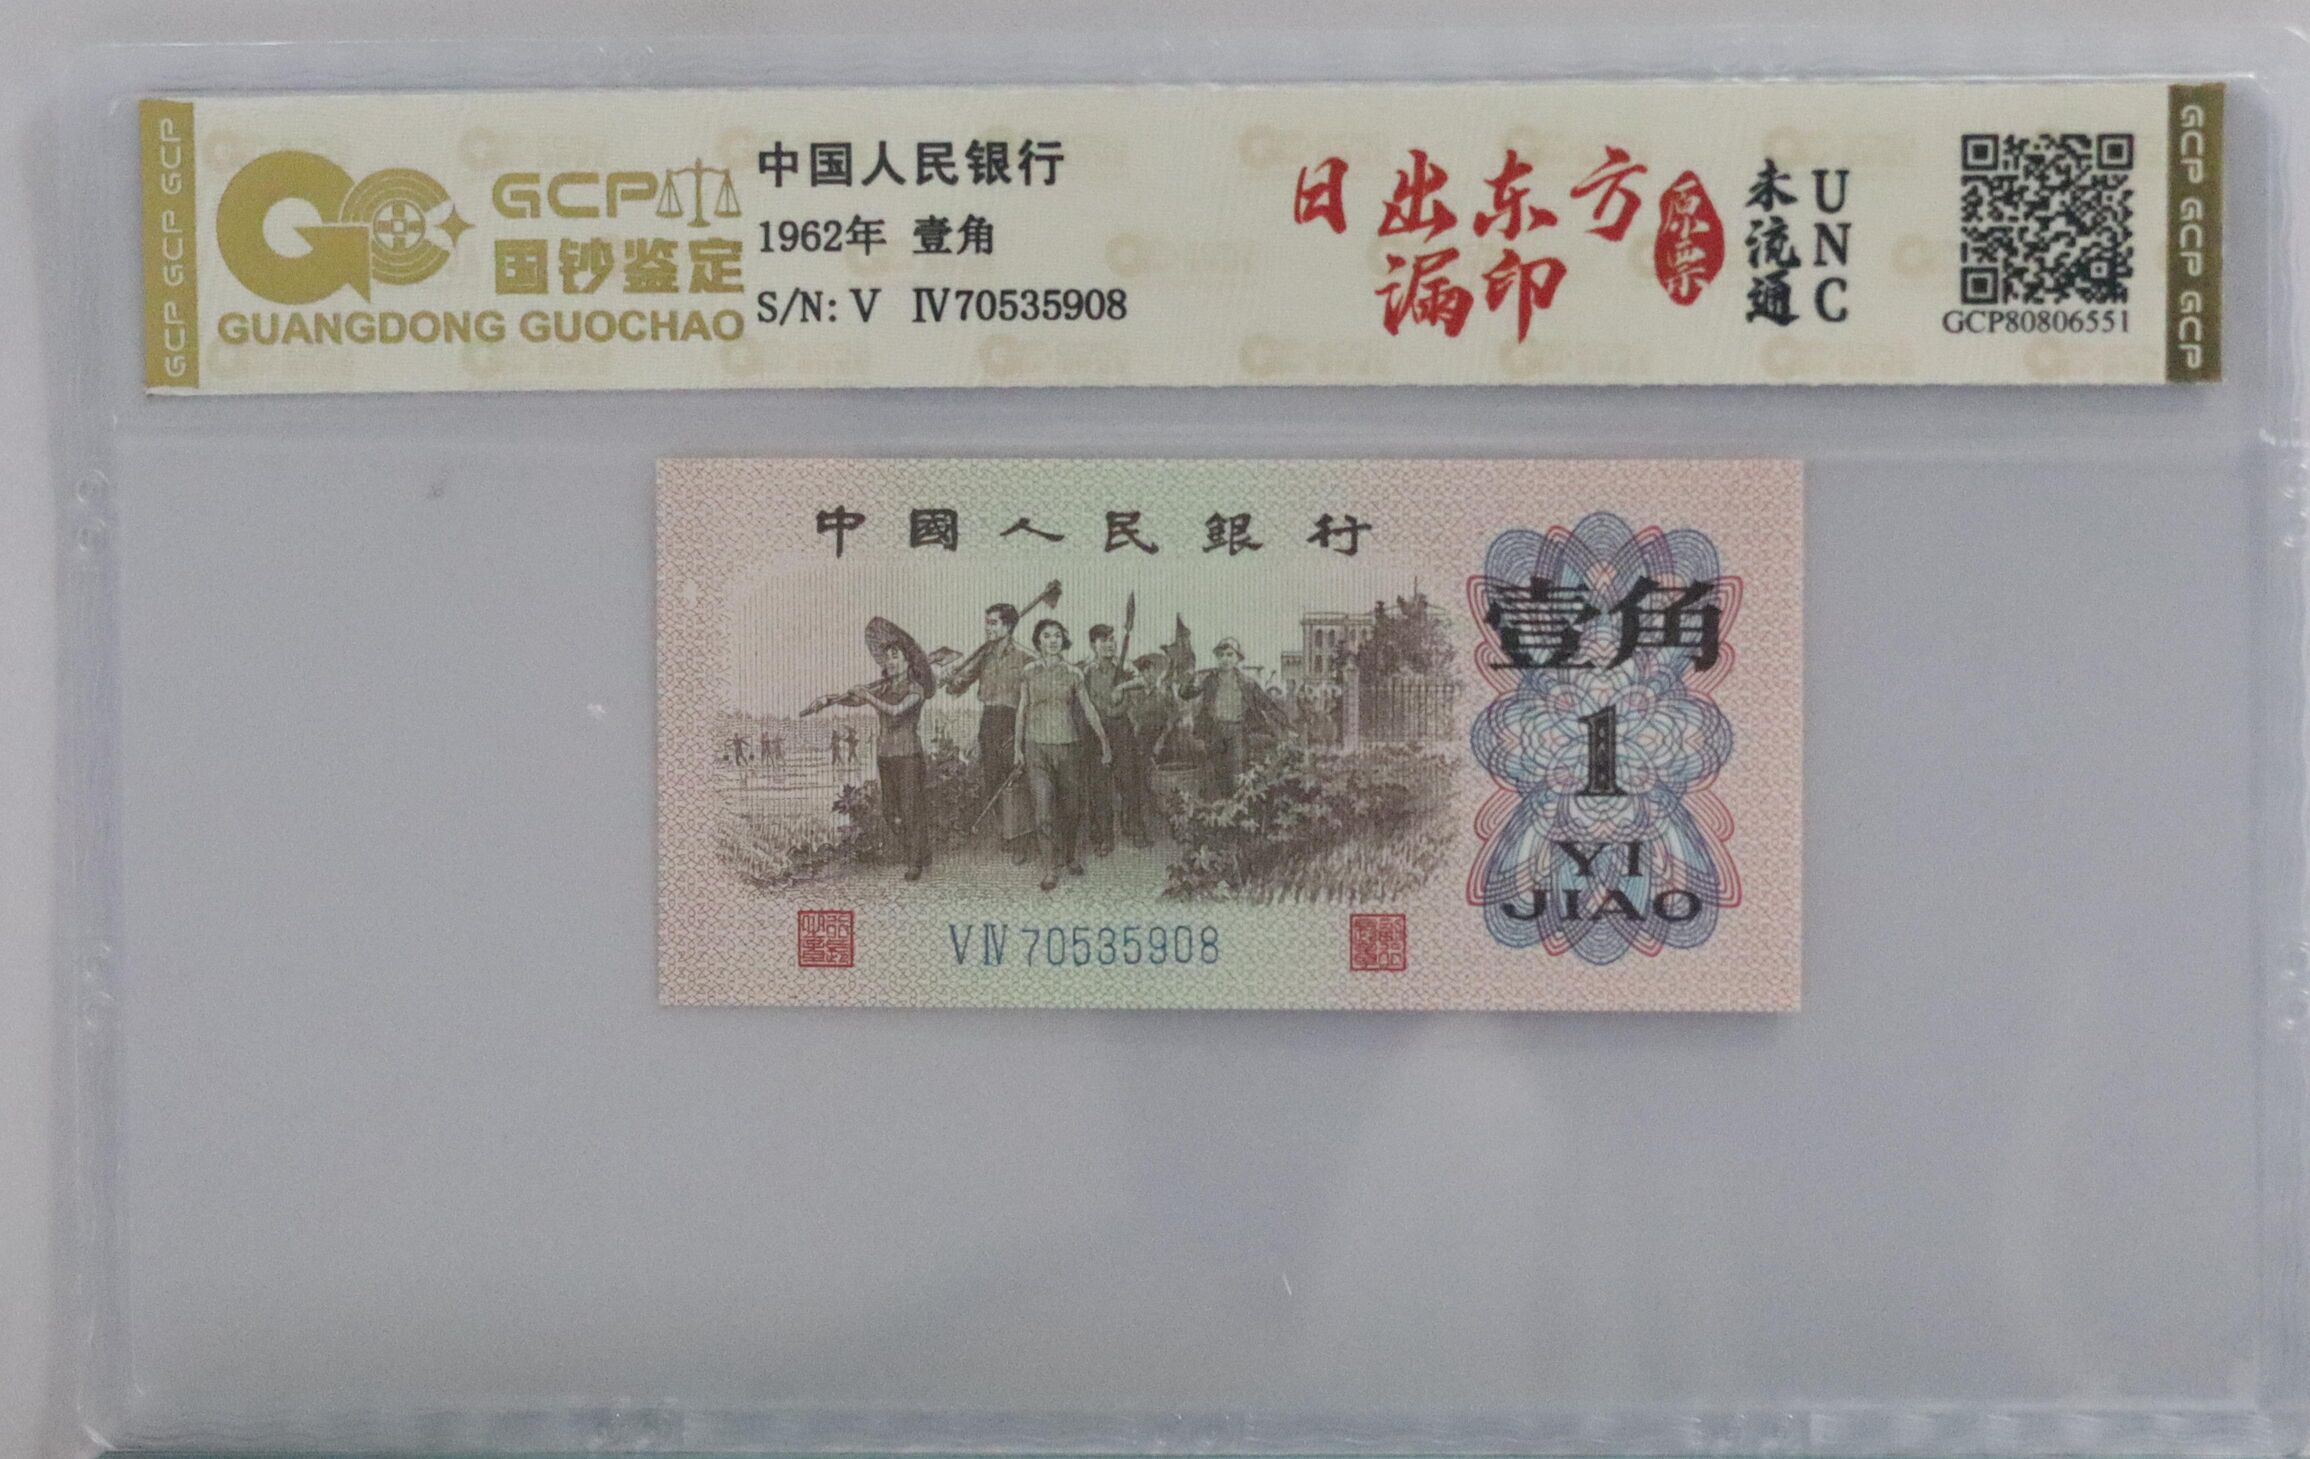 GCP GCP GCP
GCP
国钞鉴定
GUANGDONG GUOCHAO
中国人民银行
1962年 壹角
S/N: V Ⅳ70535908
日出东方
漏印
原票
未流通
UNC
GCP80806551
GCP GCP GCP
中國人民銀行
壹角
1
YI
JIAO
V Ⅳ 70535908